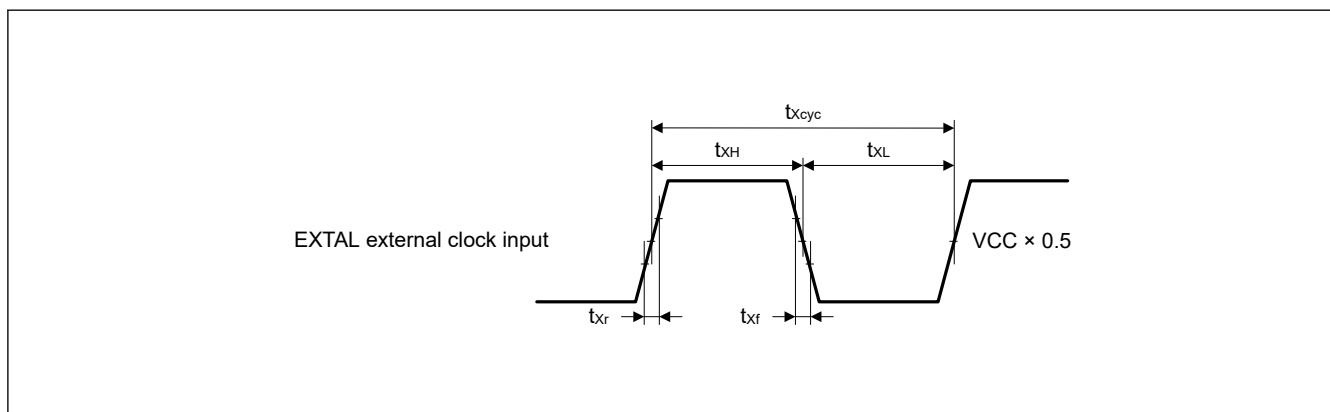 tXcyc
tXH
tXL
EXTAL external clock input
VCC × 0.5
tXr
tXf